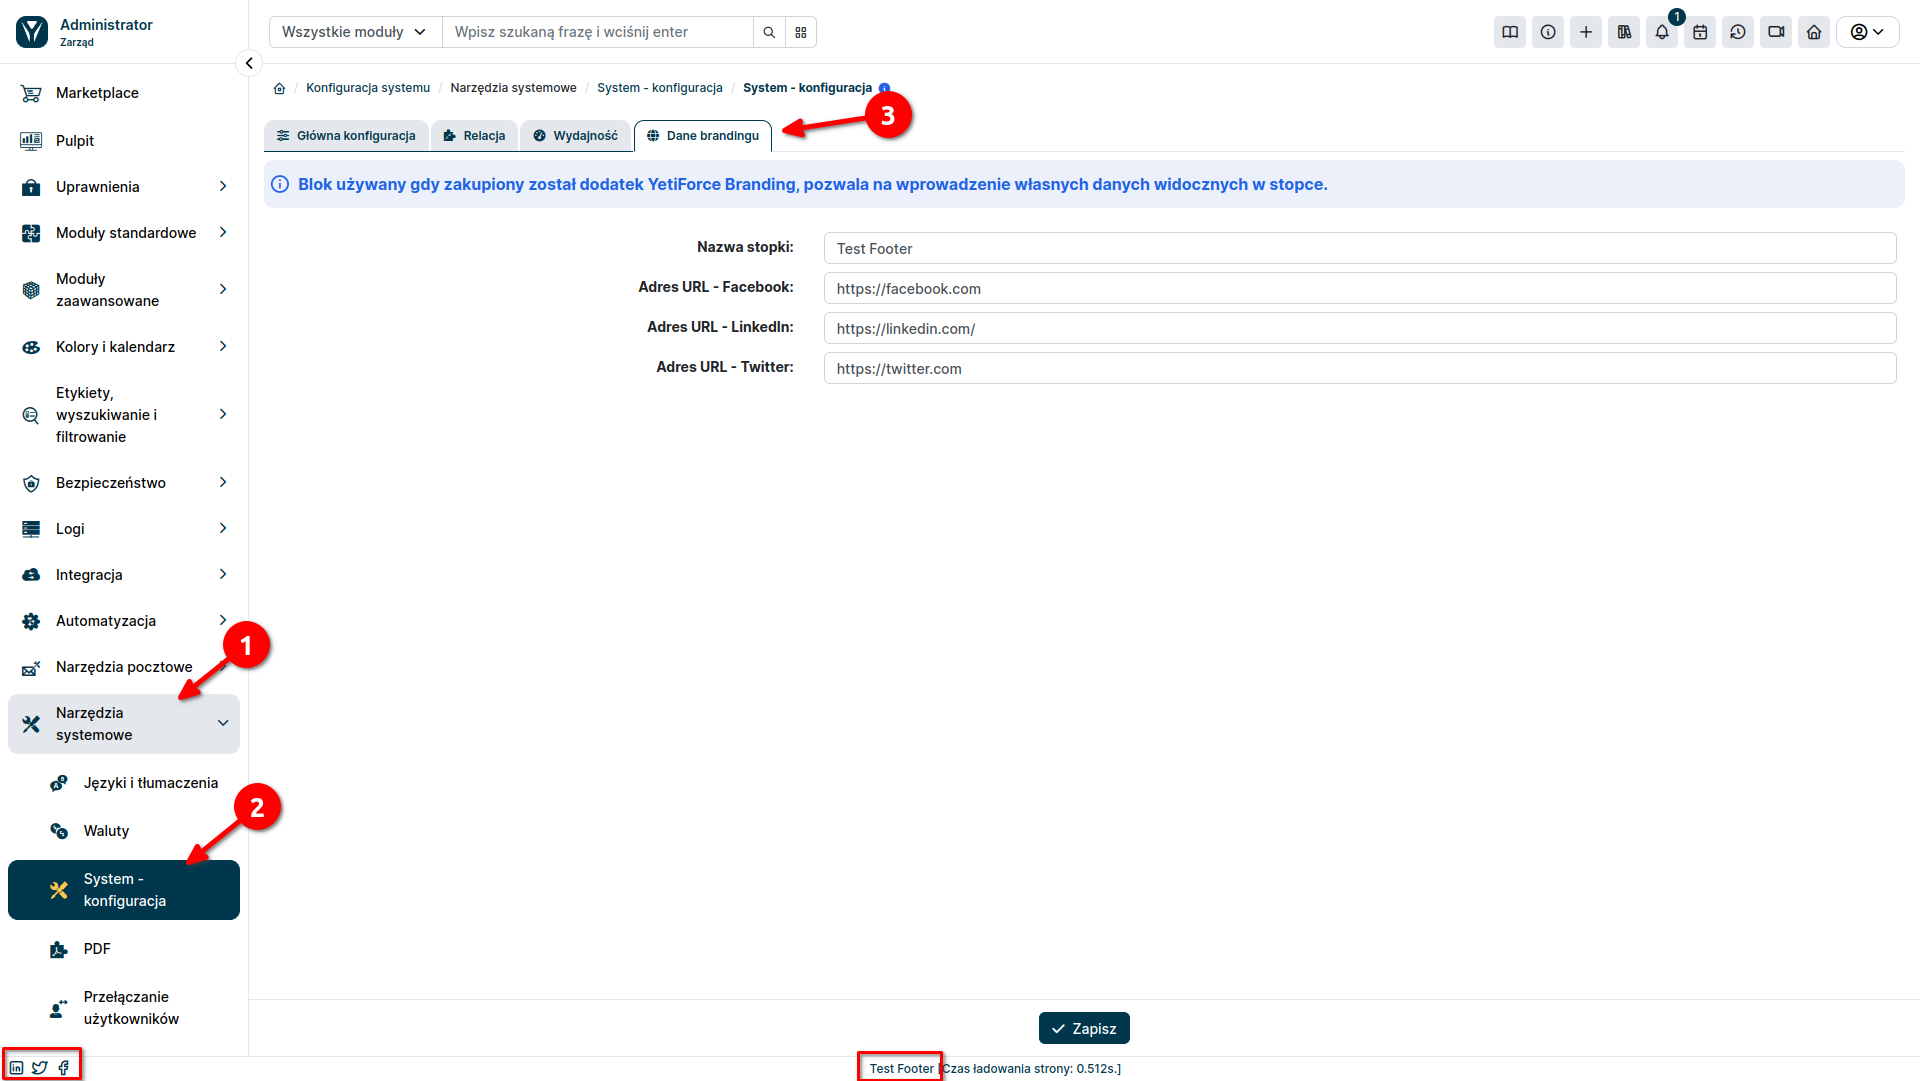 Administrator
Zarząd
Wszystkie moduły
Wpisz szukaną frazę i wciśnij enter
1
Marketplace
Pulpit
Uprawnienia
Moduły standardowe
Moduły
zaawansowane
Kolory i kalendarz
Etykiety,
wyszukiwanie i
filtrowanie
Bezpieczeństwo
Logi
Integracja
Automatyzacja
1
Narzędzia pocztowe
Narzędzia
systemowe
Języki i tłumaczenia
2
Waluty
System -
konfiguracja
PDF
Przełączanie
użytkowników
/ Konfiguracja systemu / Narzędzia systemowe / System - konfiguracja / System - konfiguracja
3
Główna konfiguracja
Relacja
Wydajność
Dane brandingu
Blok używany gdy zakupiony został dodatek YetiForce Branding, pozwala na wprowadzenie własnych danych widocznych w stopce.
Nazwa stopki: Test Footer
Adres URL - Facebook: https://facebook.com
Adres URL - LinkedIn: https://linkedin.com/
Adres URL - Twitter: https://twitter.com
Zapisz
Test Footer [Czas ładowania strony: 0.512s.]